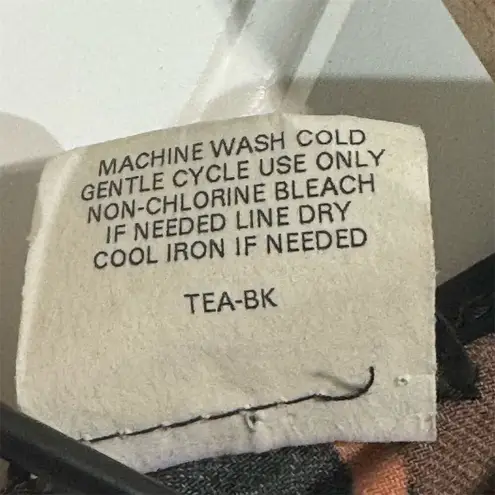 MACHINE WASH COLD
GENTLE CYCLE USE ONLY
NON-CHLORINE BLEACH
IF NEEDED LINE DRY
COOL IRON IF NEEDED
TEA-BK